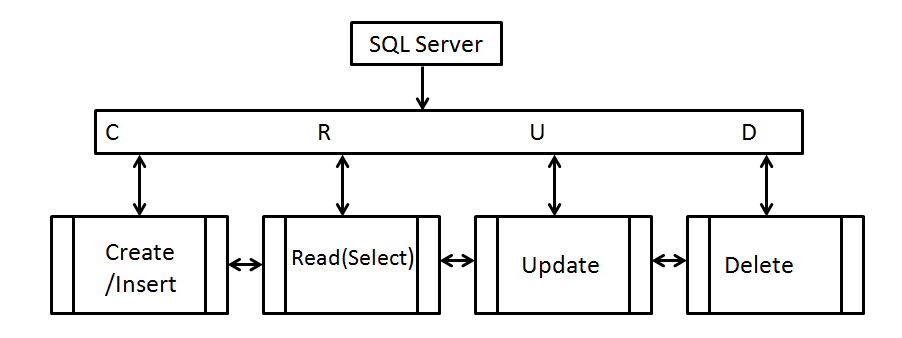 SQL Server
C R U D
Create
/Insert
Read(Select)
Update
Delete